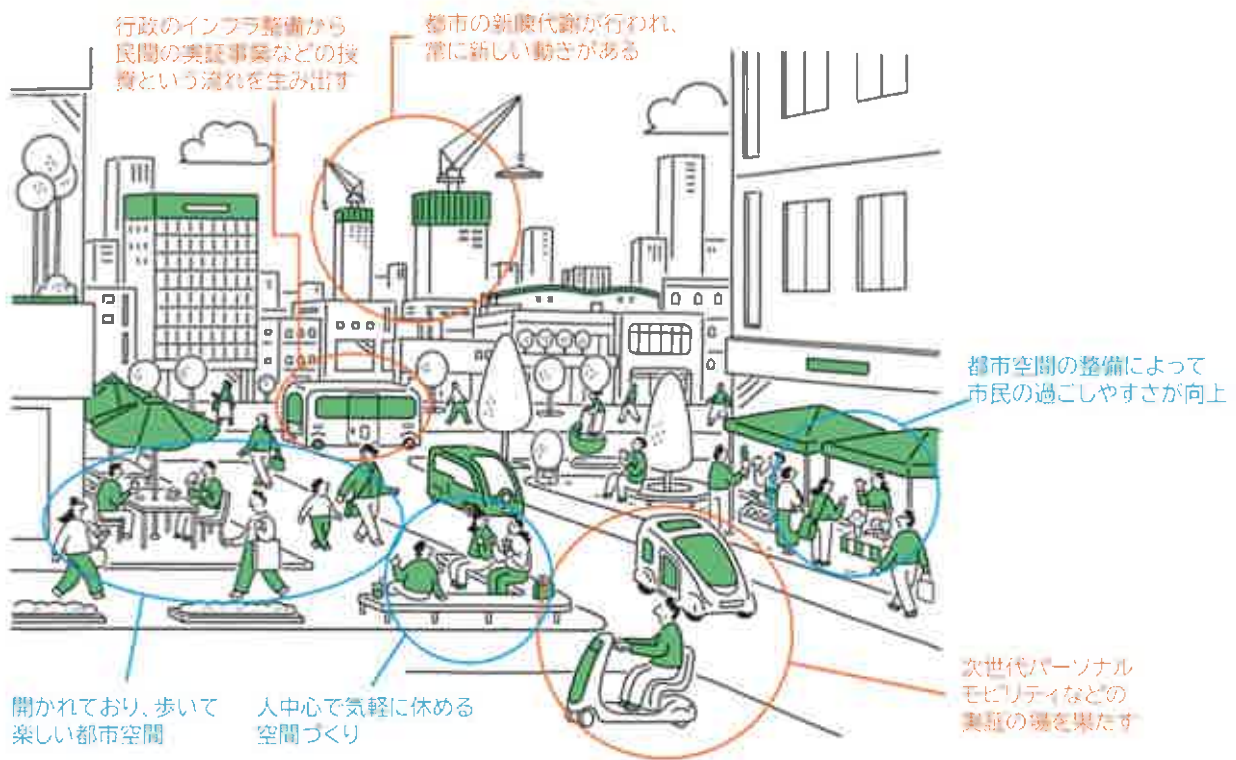 行政のインフラ整備から
民間の実証事業などの投
資という流れを生み出す
都市の新陳代謝が行われ、
常に新しい動きがある
都市空間の整備によって
市民の過ごしやすさが向上
次世代パーソナル
モビリティなどの
実証の場を果たす
開かれており、歩いて
楽しい都市空間
人中心で気軽に休める
空間づくり